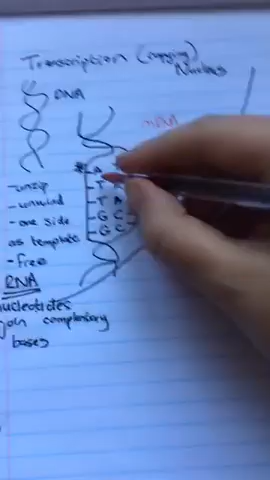 Transcription (copying)
Nucleus
DNA
mRNA
A
- unzip
T
- unwind
T A
- one side
G C
as template
G C
- free
RNA
nucleotides
join complementary
bases